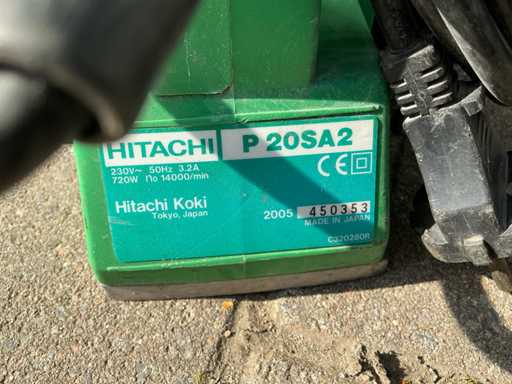 HITACHI P 20SA2
230V~ 50Hz 3.2A
720W no 14000/min
CE
Hitachi Koki
Tokyo, Japan
2005 450353
MADE IN JAPAN
C320280R